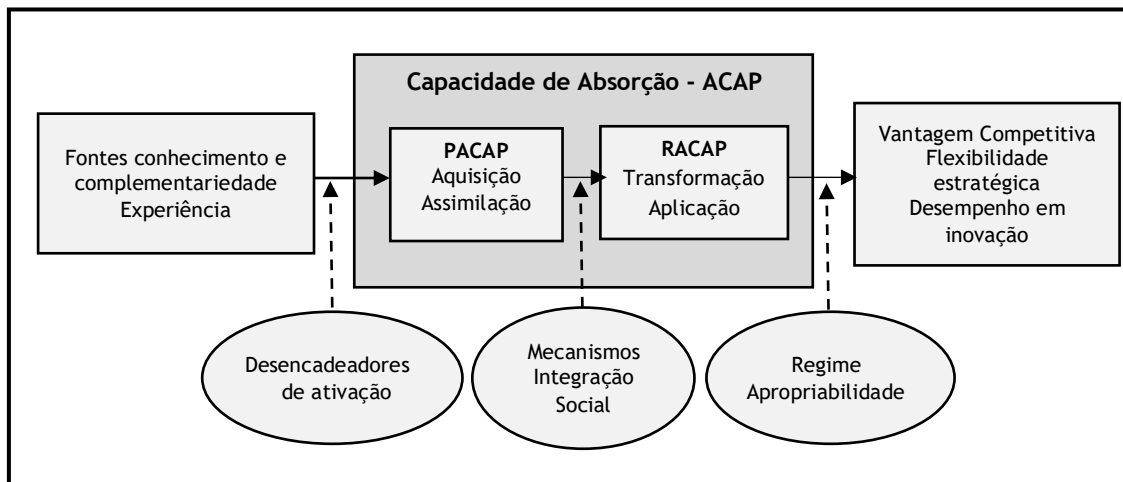 Capacidade de Absorção - ACAP
Fontes conhecimento e
complementariedade
Experiência
PACAP
Aquisição
Assimilação
RACAP
Transformação
Aplicação
Vantagem Competitiva
Flexibilidade
estratégica
Desempenho em
inovação
Desencadeadores
de ativação
Mecanismos
Integração
Social
Regime
Apropriabilidade